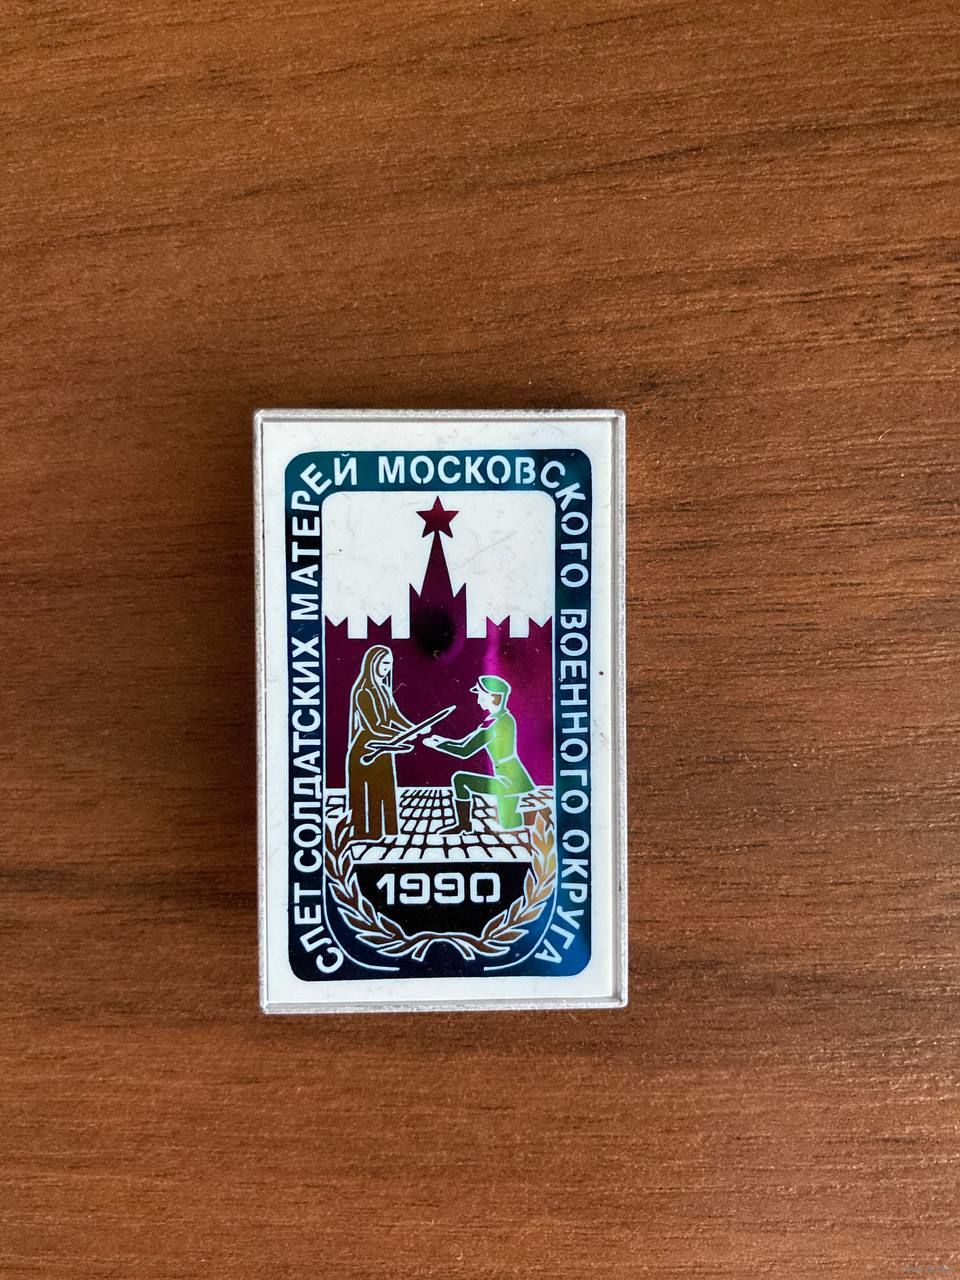 СЛЕТ СОЛДАТСКИХ МАТЕРЕЙ МОСКОВСКОГО ВОЕННОГО ОКРУГА
1990